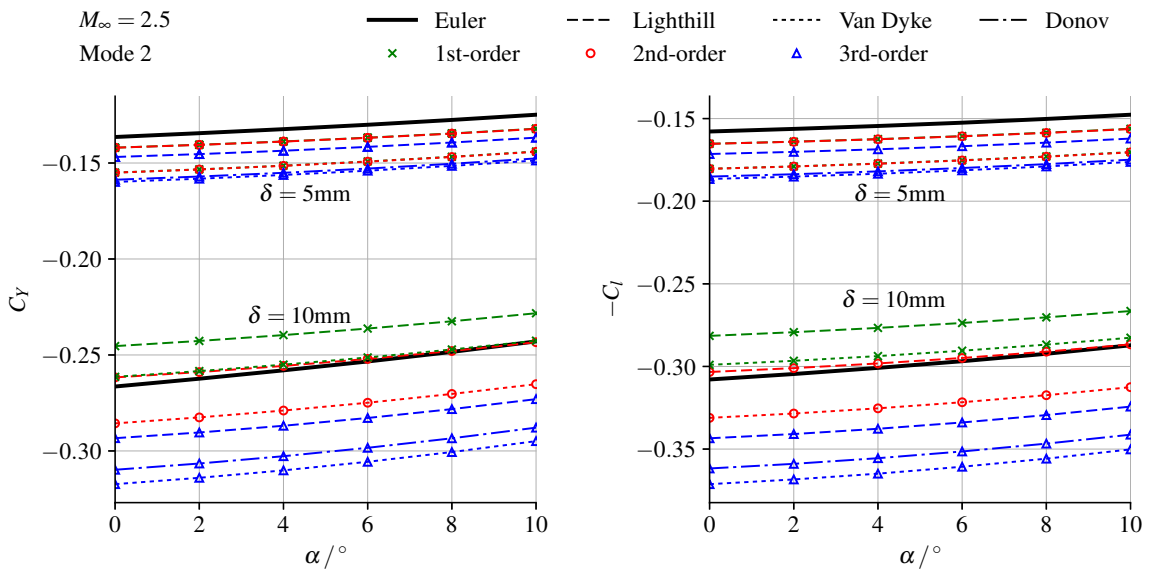 M∞ = 2.5 Euler Lighthill Van Dyke Donov
Mode 2 1st-order 2nd-order 3rd-order
−0.15
−0.20
−0.25
−0.30
C_Y
δ = 5mm
δ = 10mm
0 2 4 6 8 10
α/°
−0.15
−0.20
−0.25
−0.30
−0.35
−C_l
δ = 5mm
δ = 10mm
0 2 4 6 8 10
α/°